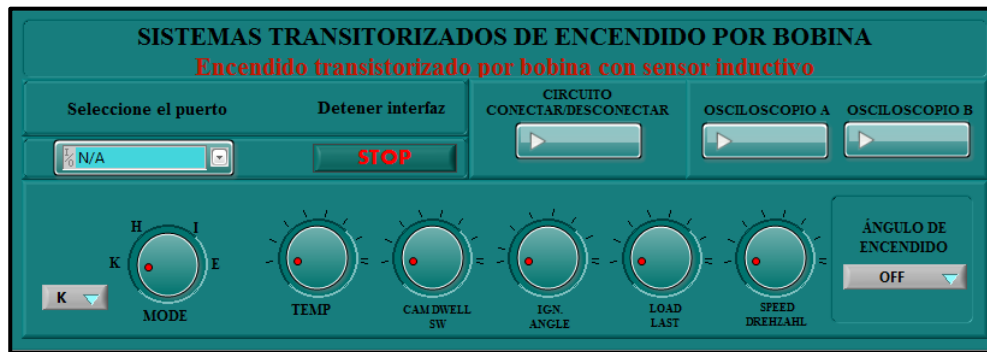 SISTEMAS TRANSITORIZADOS DE ENCENDIDO POR BOBINA
Encendido transistorizado por bobina con sensor inductivo
Seleccione el puerto
Detener interfaz
CIRCUITO
CONECTAR/DESCONECTAR
OSCILOSCOPIO A
OSCILOSCOPIO B
I/O N/A
STOP
H
I
K
E
K
MODE
TEMP
CAM DWELL
SW
IGN.
ANGLE
LOAD
LAST
SPEED
DREHZAHL
ÁNGULO DE
ENCENDIDO
OFF